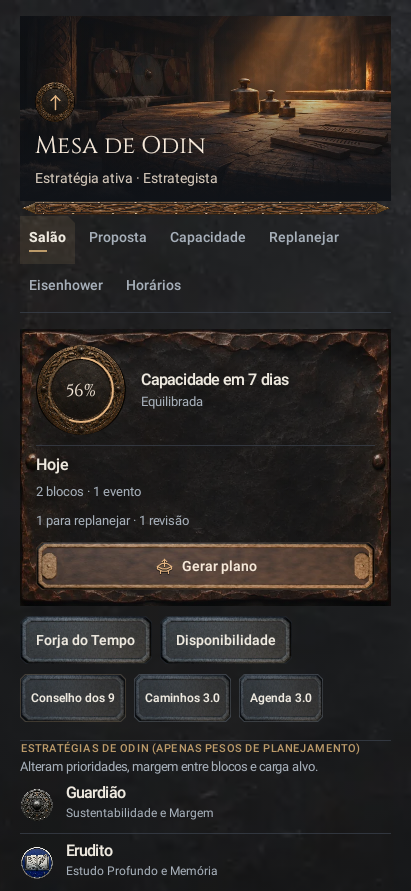 Mesa de Odin
Estratégia ativa · Estrategista
Salão Proposta Capacidade Replanejar
Eisenhower Horários
56% Capacidade em 7 dias
Equilibrada
Hoje
2 blocos · 1 evento
1 para replanejar · 1 revisão
Gerar plano
Forja do Tempo Disponibilidade
Conselho dos 9 Caminhos 3.0 Agenda 3.0
ESTRATÉGIAS DE ODIN (APENAS PESOS DE PLANEJAMENTO)
Alteram prioridades, margem entre blocos e carga alvo.
Guardião
Sustentabilidade e Margem
Erudito
Estudo Profundo e Memória